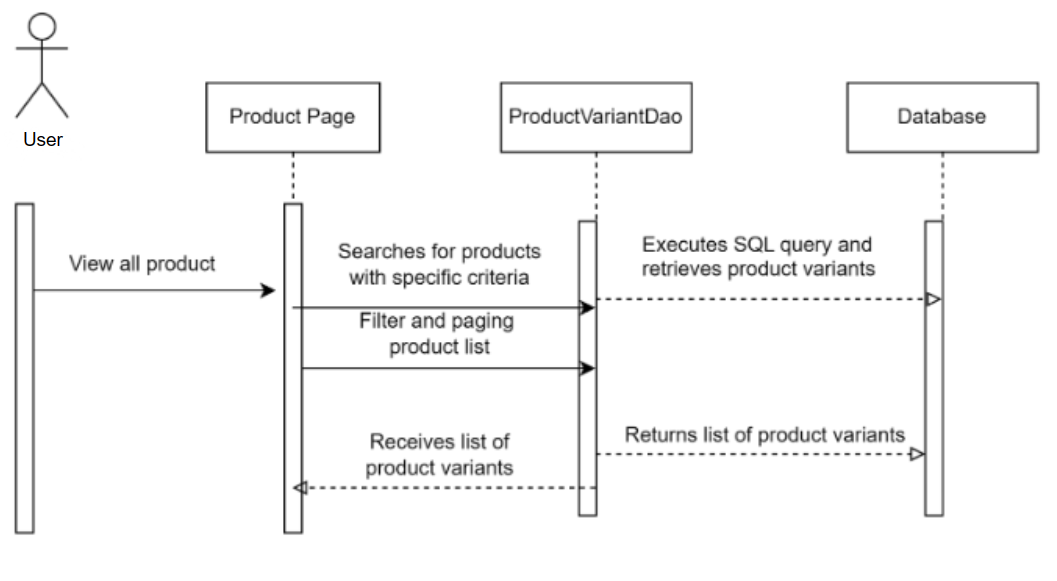 User
Product Page
ProductVariantDao
Database
View all product
Searches for products
with specific criteria
Executes SQL query and
retrieves product variants
Filter and paging
product list
Receives list of
product variants
Returns list of product variants